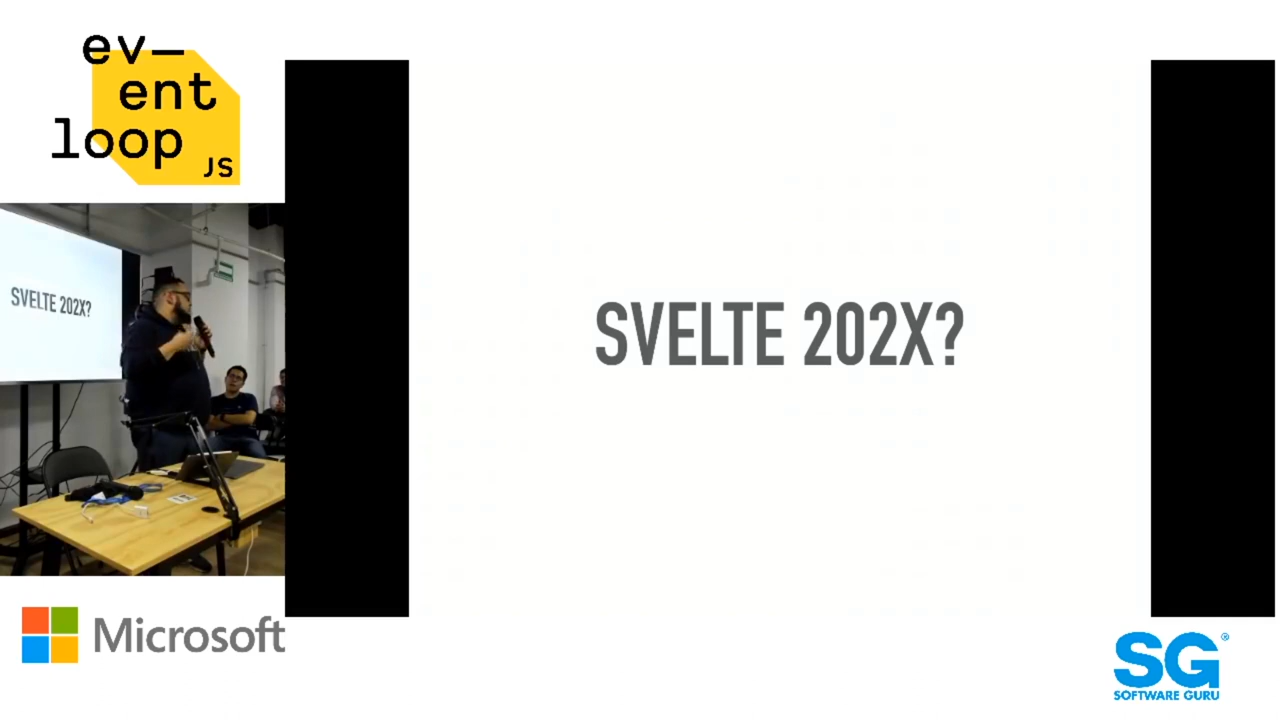 ev—
ent
loop
JS
SVELTE 202X?
SVELTE 202X?
Microsoft
SG®
SOFTWARE GURU